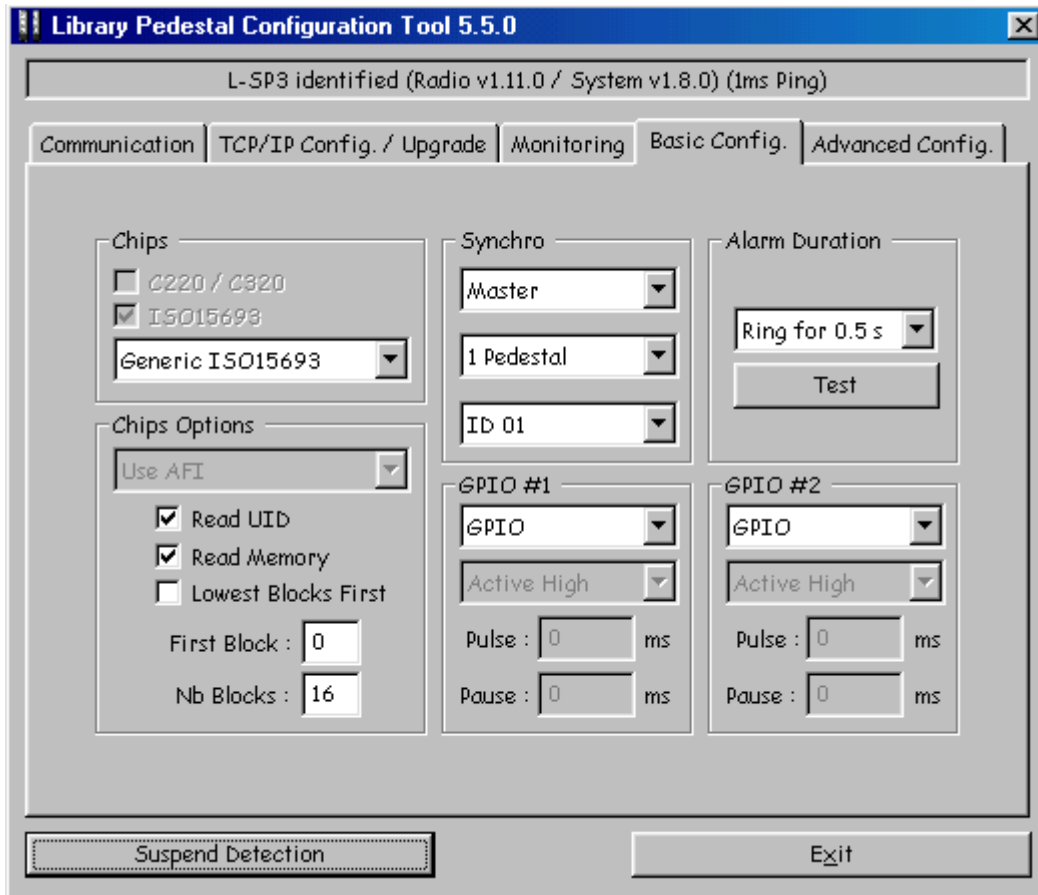 Library Pedestal Configuration Tool 5.5.0
L-SP3 identified (Radio v1.11.0 / System v1.8.0) (1ms Ping)
Communication
TCP/IP Config. / Upgrade
Monitoring
Basic Config.
Advanced Config.
Chips
C220 / C320
ISO15693
Generic ISO15693
Chips Options
Use AFI
Read UID
Read Memory
Lowest Blocks First
First Block : 0
Nb Blocks : 16
Synchro
Master
1 Pedestal
ID 01
Alarm Duration
Ring for 0.5 s
Test
GPIO #1
GPIO
Active High
Pulse : 0 ms
Pause : 0 ms
GPIO #2
GPIO
Active High
Pulse : 0 ms
Pause : 0 ms
Suspend Detection
Exit